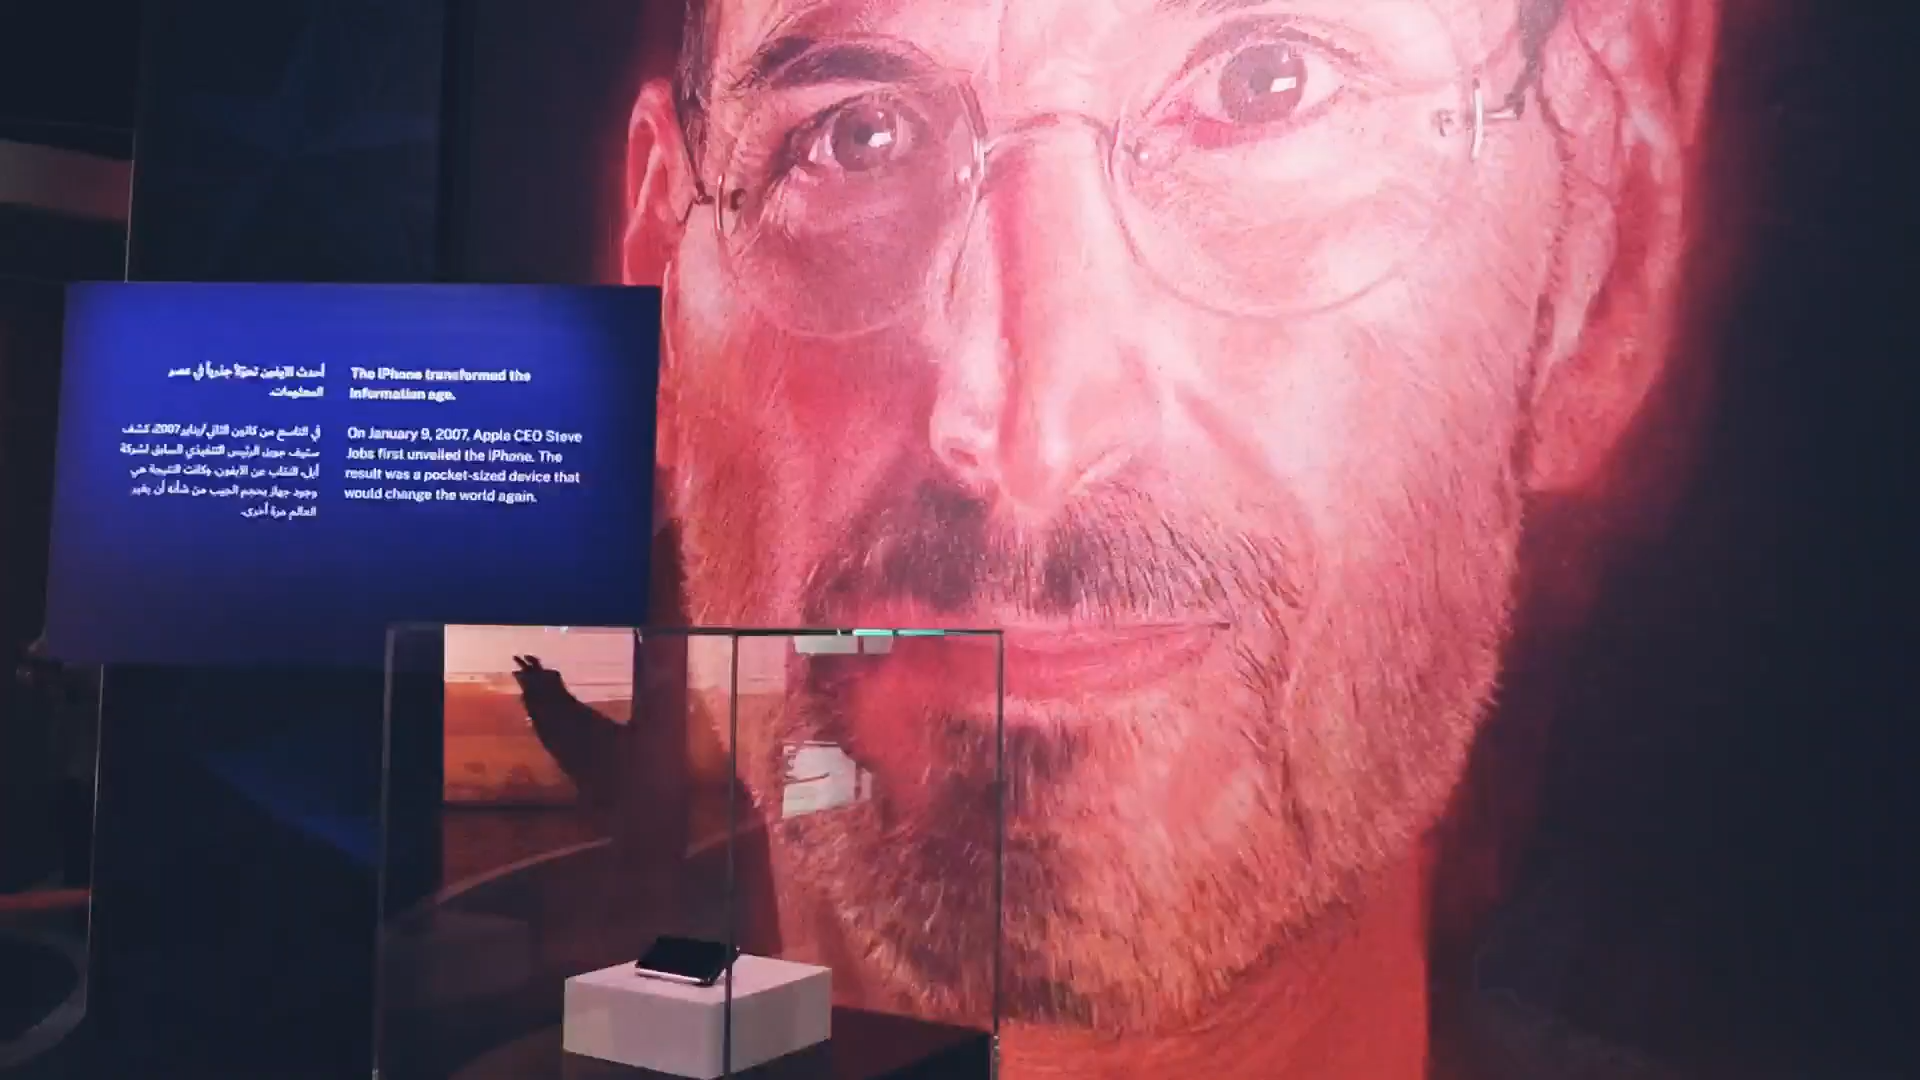 أحدث الآيفون تحوّلاً جذرياً في عصر
المعلومات.
في التاسع من كانون الثاني/يناير 2007، كشف
ستيف جوبز، الرئيس التنفيذي السابق لشركة
أبل، النقاب عن الآيفون. وكانت النتيجة هي
وجود جهاز بحجم الجيب من شأنه أن يغير
العالم مرة أخرى.
The iPhone transformed the
information age.
On January 9, 2007, Apple CEO Steve
Jobs first unveiled the iPhone. The
result was a pocket-sized device that
would change the world again.